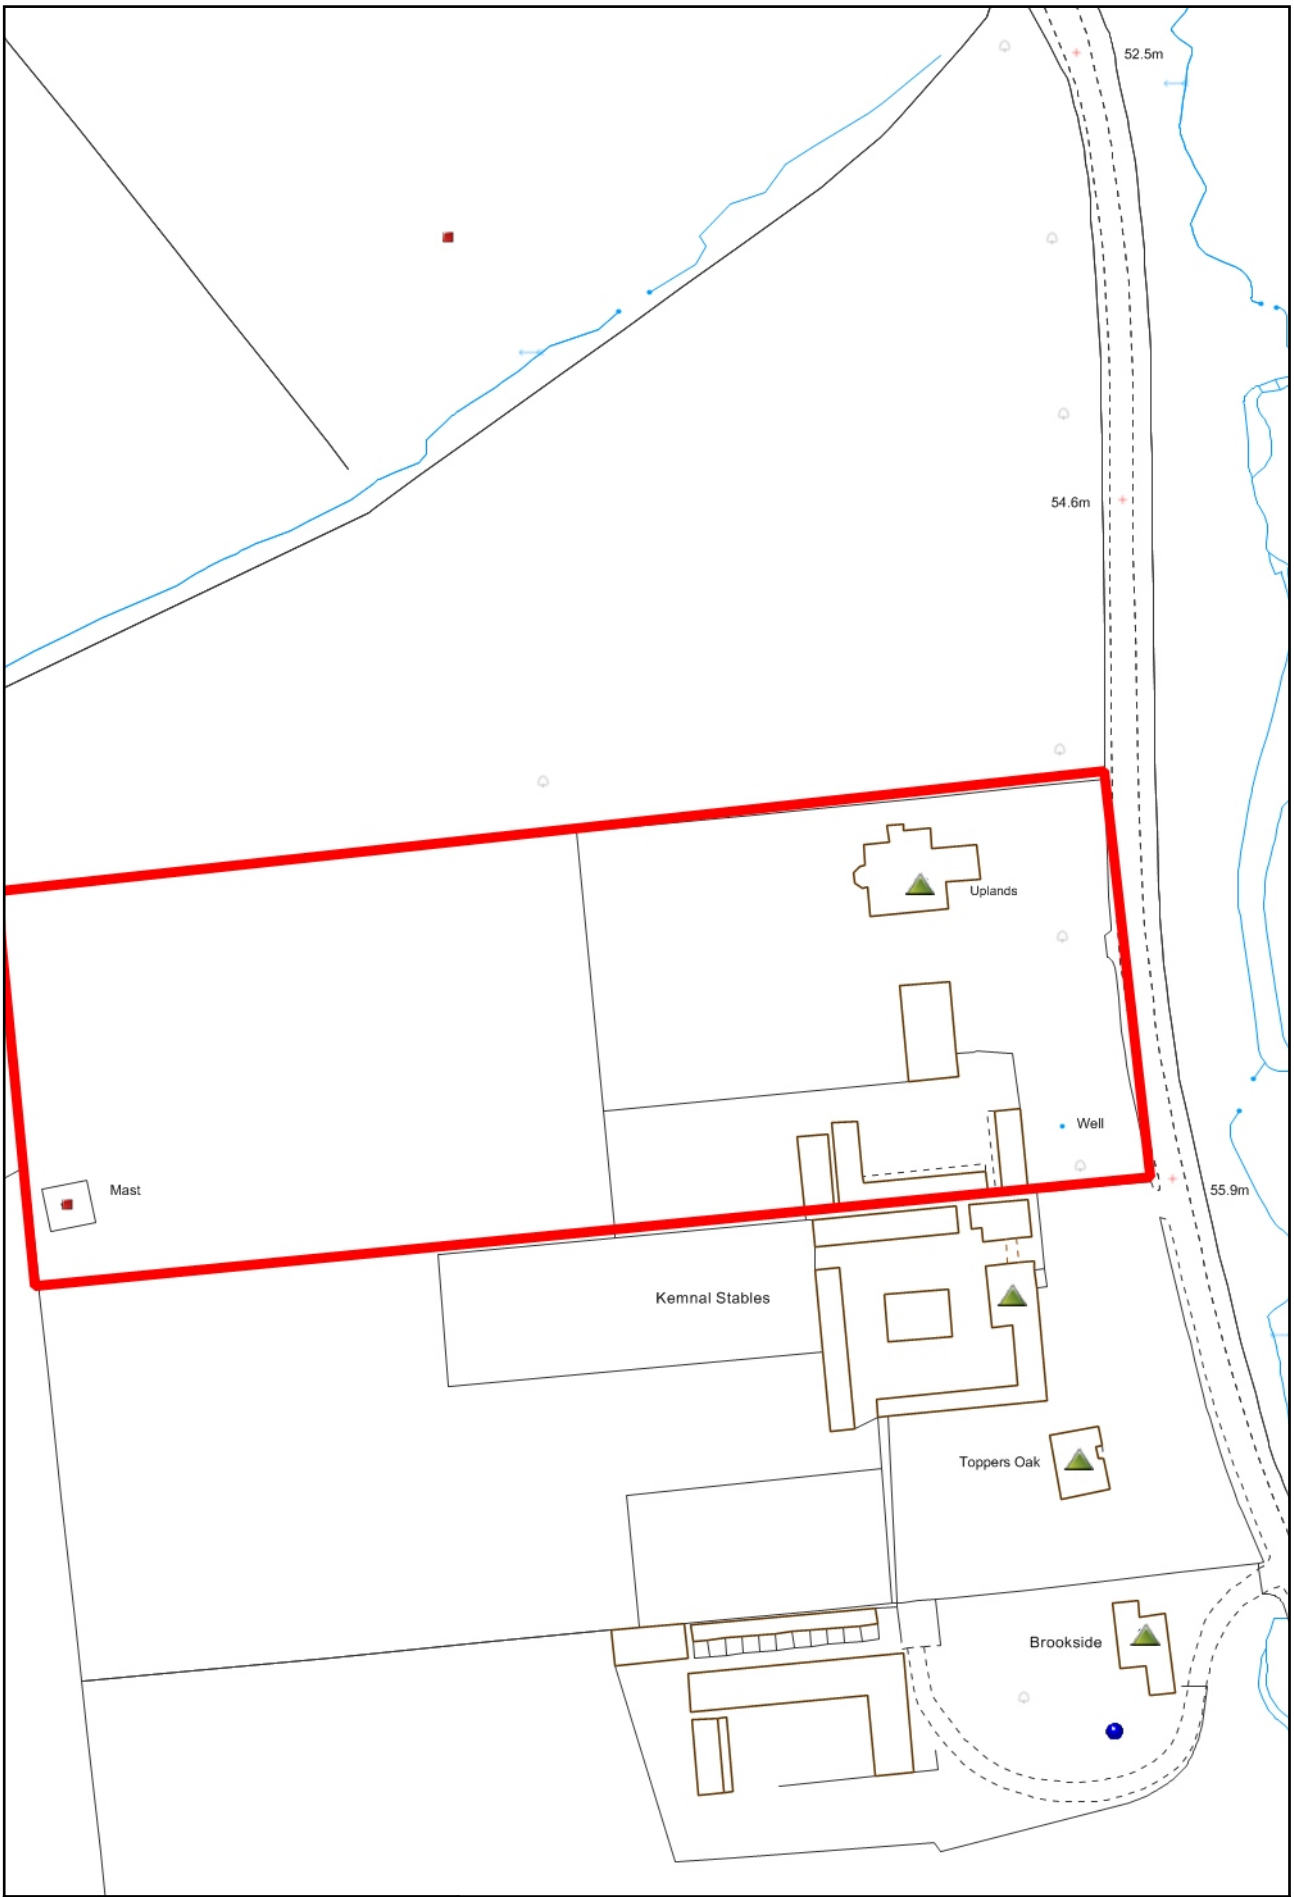 52.5m
54.6m
Uplands
Well
Mast
55.9m
Kemnal Stables
Toppers Oak
Brookside